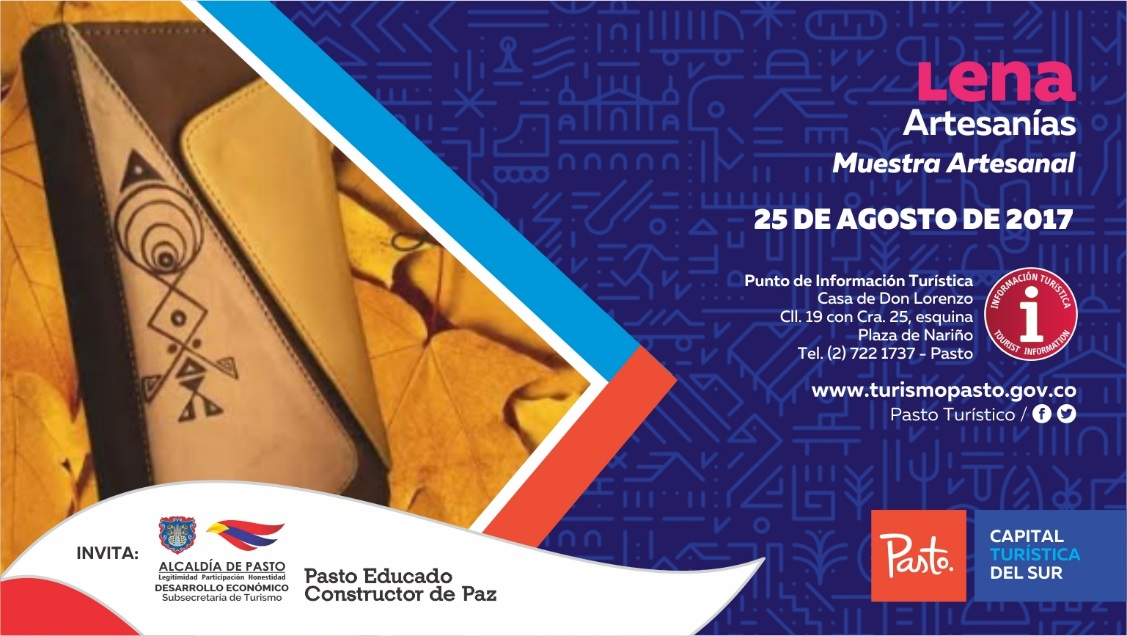 Lena
Artesanías
Muestra Artesanal
25 DE AGOSTO DE 2017
Punto de Información Turística
Casa de Don Lorenzo
Cll. 19 con Cra. 25, esquina
Plaza de Nariño
Tel. (2) 722 1737 - Pasto
INFORMACIÓN TURÍSTICA
i
TOURIST INFORMATION
www.turismopasto.gov.co
Pasto Turístico /
INVITA:
ALCALDÍA DE PASTO
Legitimidad Participación Honestidad
DESARROLLO ECONÓMICO
Subsecretaría de Turismo
Pasto Educado
Constructor de Paz
Pasto.
CAPITAL
TURÍSTICA
DEL SUR